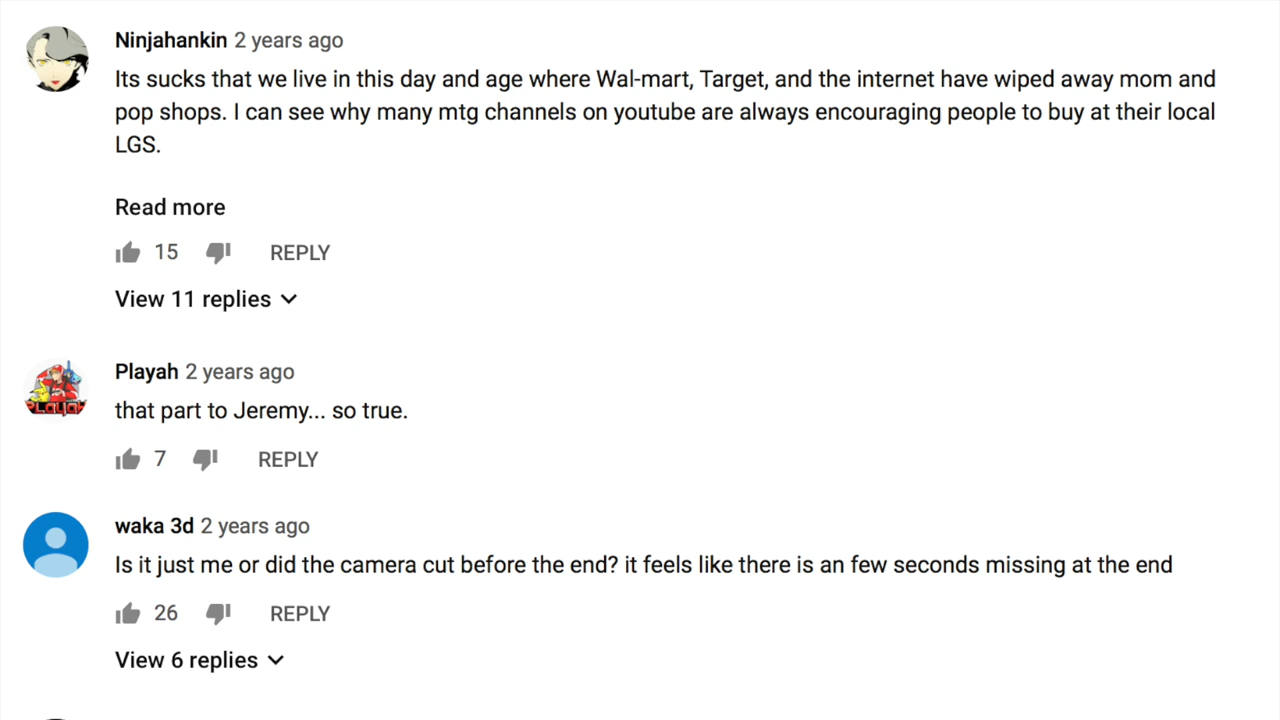 Ninjahankin 2 years ago
Its sucks that we live in this day and age where Wal-mart, Target, and the internet have wiped away mom and
pop shops. I can see why many mtg channels on youtube are always encouraging people to buy at their local
LGS.
Read more
15 REPLY
View 11 replies
Playah 2 years ago
PLayaH
that part to Jeremy... so true.
7 REPLY
waka 3d 2 years ago
Is it just me or did the camera cut before the end? it feels like there is an few seconds missing at the end
26 REPLY
View 6 replies